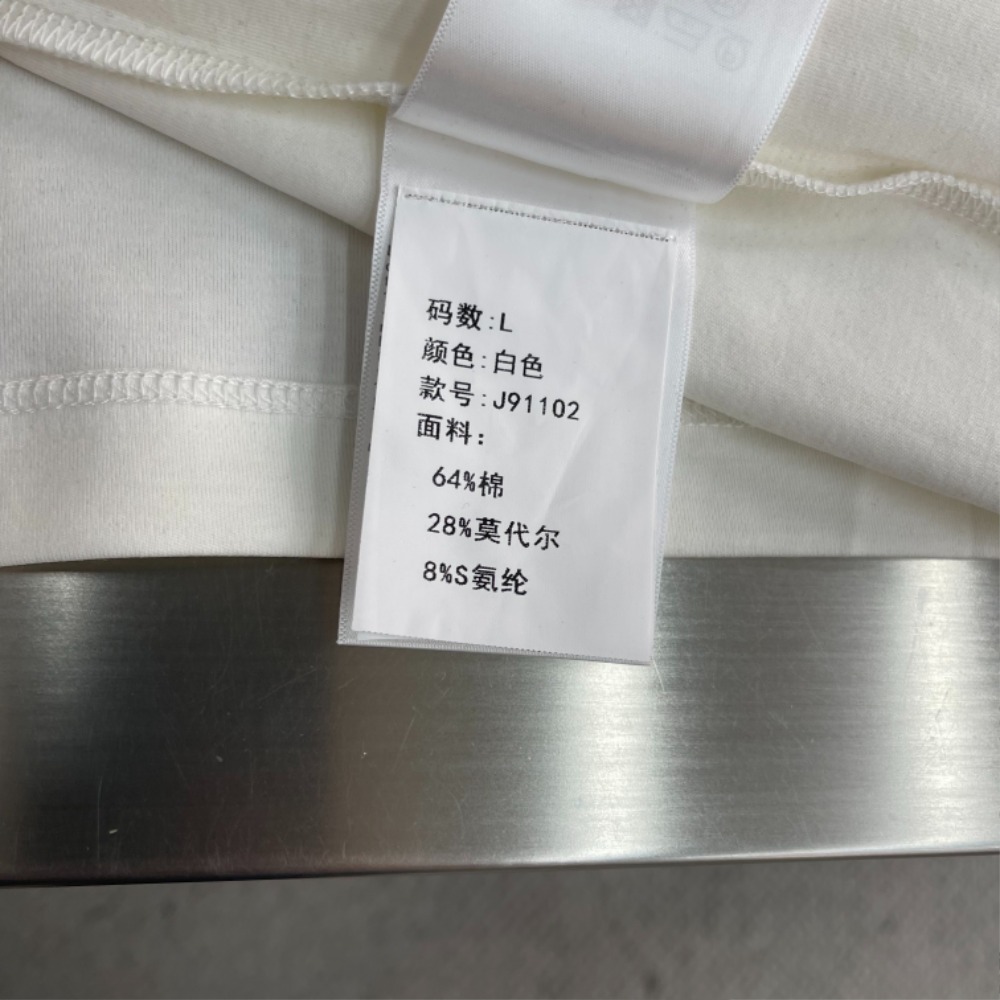 码数:L
颜色:白色
款号:J91102
面料:
64%棉
28%莫代尔
8%S氨纶